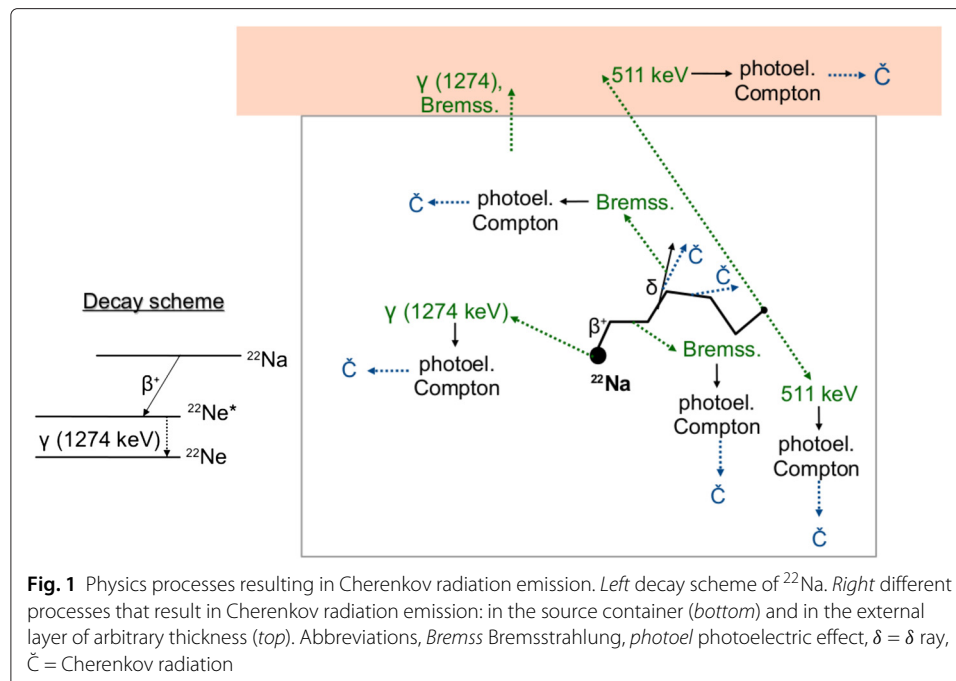 γ (1274),
Bremss.
511 keV
photoel.
Compton
Č
Č
photoel.
Compton
Bremss.
δ
Č
Č
Decay scheme
²²Na
β⁺
²²Ne*
γ (1274 keV)
²²Ne
γ (1274 keV)
photoel.
Compton
Č
β⁺
²²Na
Bremss.
photoel.
Compton
Č
511 keV
photoel.
Compton
Č
Fig. 1 Physics processes resulting in Cherenkov radiation emission. Left decay scheme of ²²Na. Right different
processes that result in Cherenkov radiation emission: in the source container (bottom) and in the external
layer of arbitrary thickness (top). Abbreviations, Bremss Bremsstrahlung, photoel photoelectric effect, δ = δ ray,
Č = Cherenkov radiation